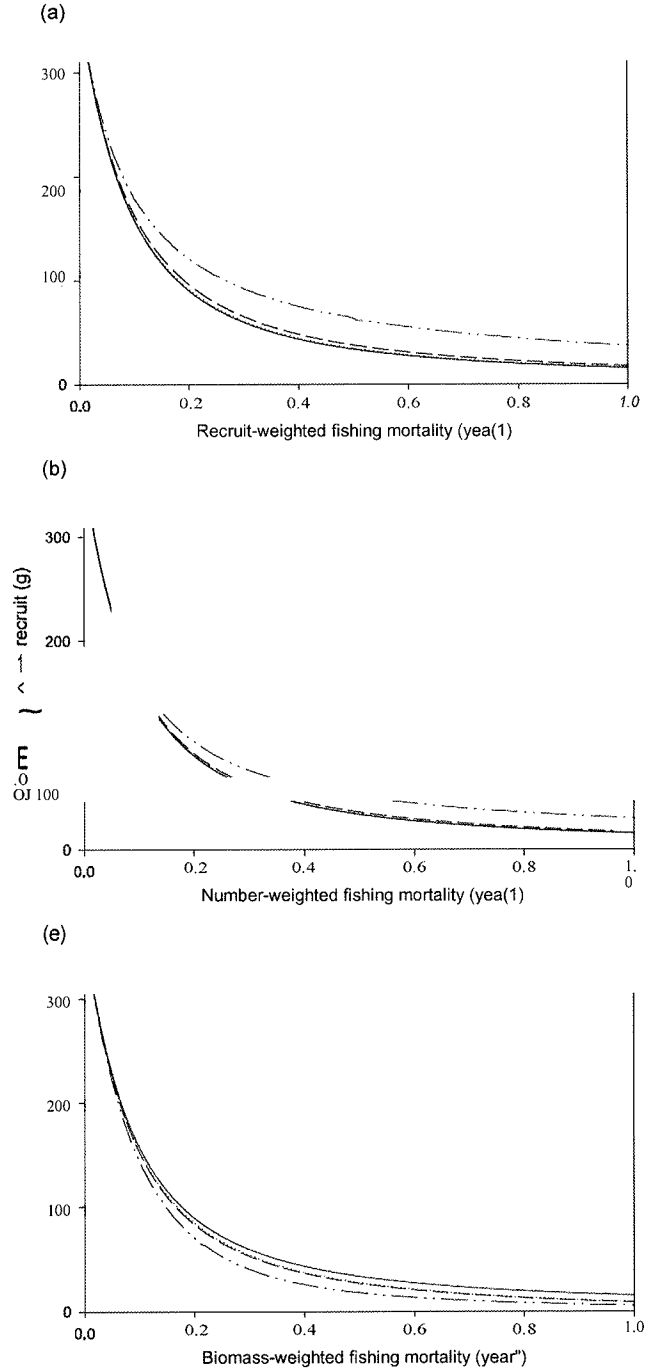 (a)
300
200
100
0
0.0 0.2 0.4 0.6 0.8 1.0
Recruit-weighted fishing mortality (yea(1)
(b)
300
200
recruit (g)
OJ 100
0
0.0 0.2 0.4 0.6 0.8 1.
0
Number-weighted fishing mortality (yea(1)
(e)
300
200
100
0
0.0 0.2 0.4 0.6 0.8 1.0
Biomass-weighted fishing mortality (year")